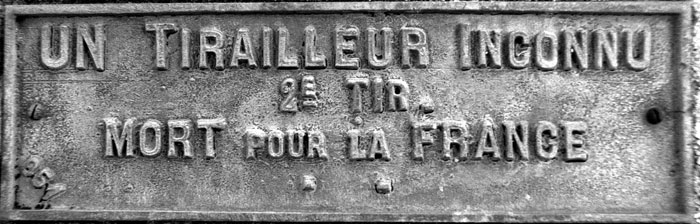 UN TIRAILLEUR INCONNU
2E TIR.
MORT POUR LA FRANCE